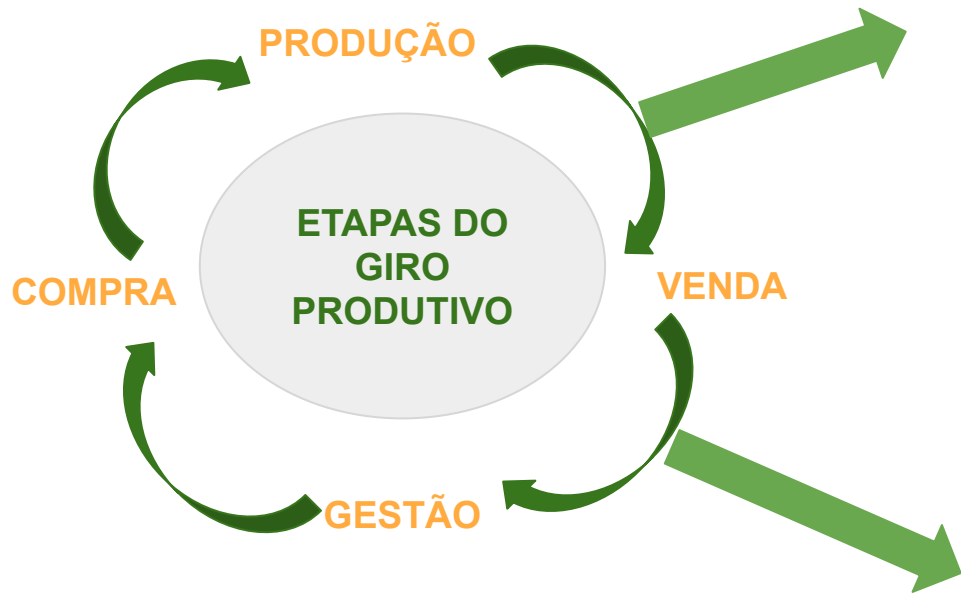 PRODUÇÃO
ETAPAS DO
GIRO
PRODUTIVO
COMPRA
VENDA
GESTÃO